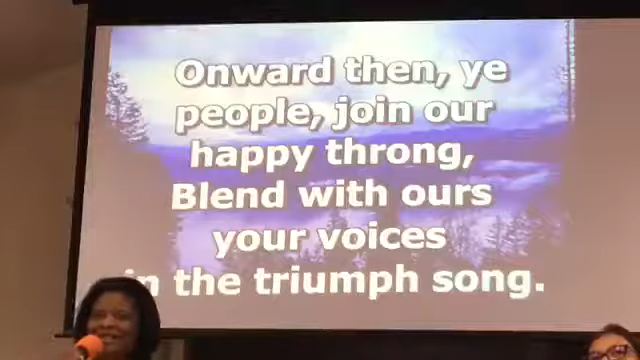 Onward then, ye
people, join our
happy throng,
Blend with ours
your voices
in the triumph song.